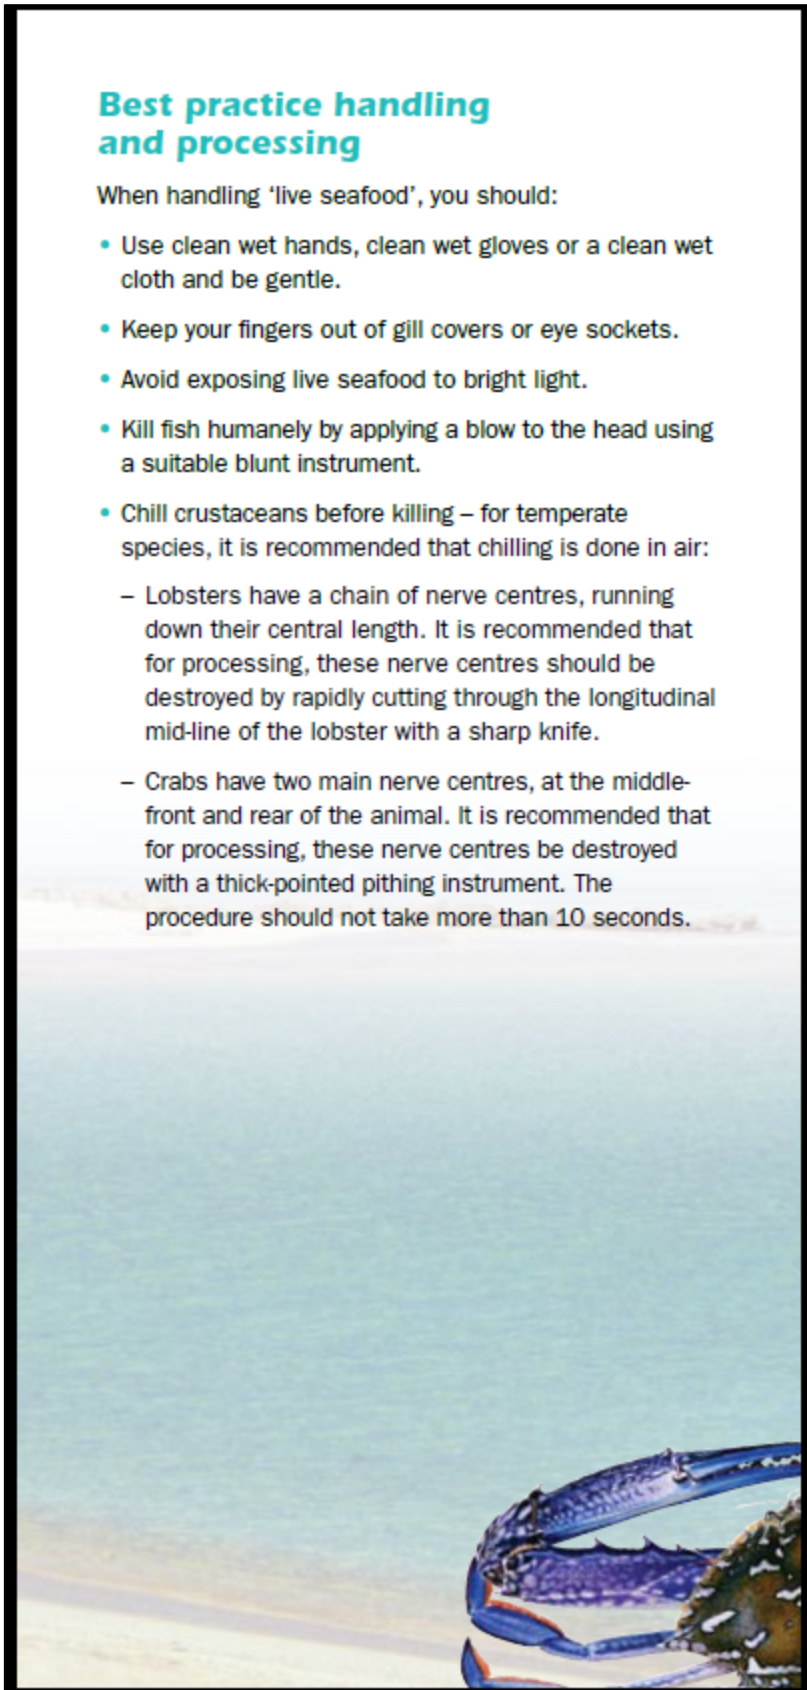 Best practice handling
and processing
When handling ‘live seafood’, you should:
• Use clean wet hands, clean wet gloves or a clean wet
cloth and be gentle.
• Keep your fingers out of gill covers or eye sockets.
• Avoid exposing live seafood to bright light.
• Kill fish humanely by applying a blow to the head using
a suitable blunt instrument.
• Chill crustaceans before killing – for temperate
species, it is recommended that chilling is done in air:
– Lobsters have a chain of nerve centres, running
down their central length. It is recommended that
for processing, these nerve centres should be
destroyed by rapidly cutting through the longitudinal
mid-line of the lobster with a sharp knife.
– Crabs have two main nerve centres, at the middle-
front and rear of the animal. It is recommended that
for processing, these nerve centres be destroyed
with a thick-pointed pithing instrument. The
procedure should not take more than 10 seconds.